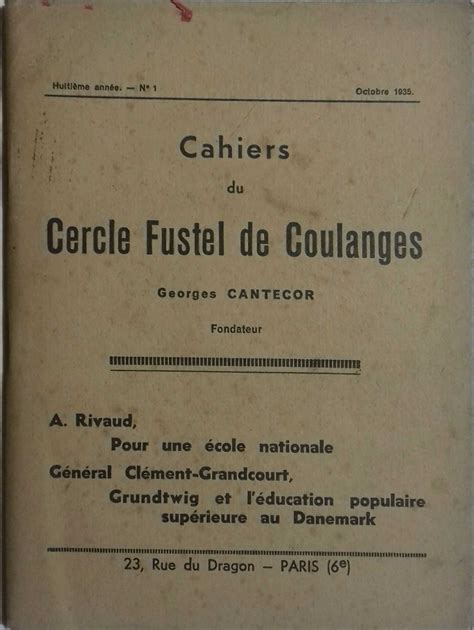 Huitième année. — N° 1 Octobre 1935.
Cahiers
du
Cercle Fustel de Coulanges
Georges CANTECOR
Fondateur
A. Rivaud,
Pour une école nationale
Général Clément-Grandcourt,
Grundtwig et l'éducation populaire
supérieure au Danemark
23, Rue du Dragon — PARIS (6e)